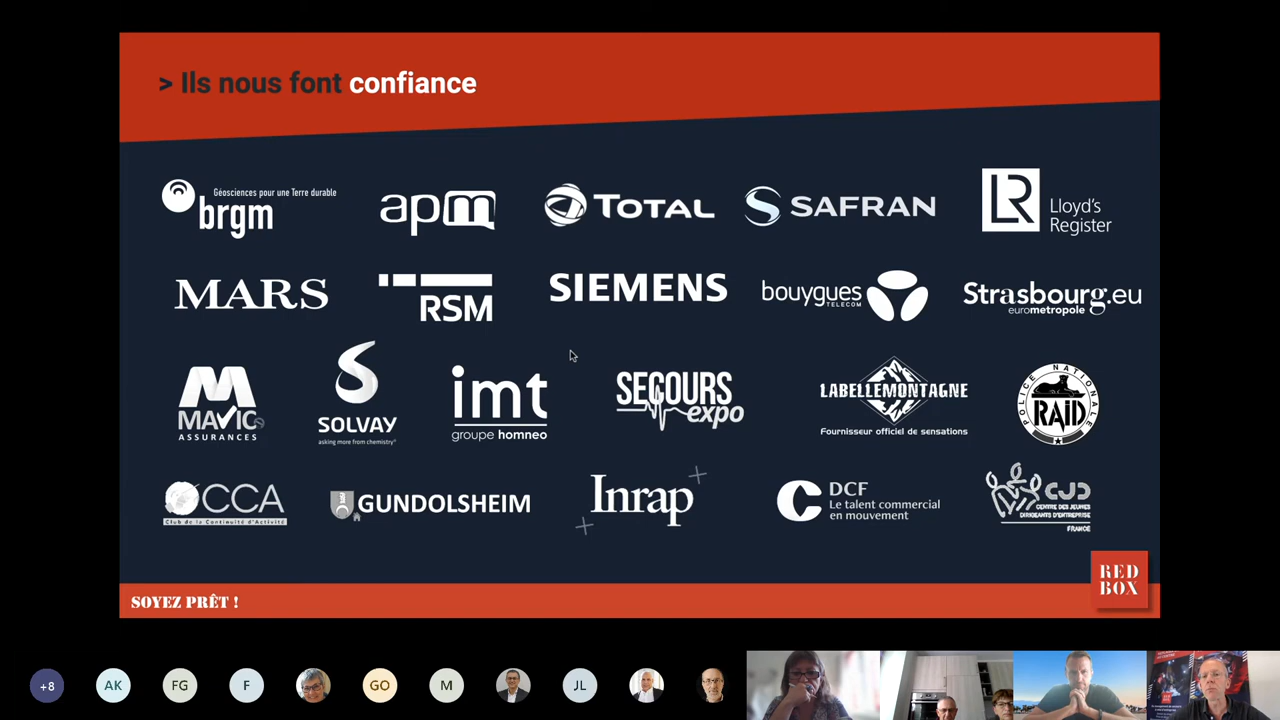 > Ils nous font confiance
Géosciences pour une Terre durable
brgm
apm
TOTAL
SAFRAN
LR
Lloyd's
Register
MARS
RSM
SIEMENS
bouygues
TELECOM
Strasbourg.eu
eurometropole
MAVIC
ASSURANCES
SOLVAY
asking more from chemistry®
imt
groupe homneo
SECOURS
expo
LABELLEMONTAGNE
Fournisseur officiel de sensations
POLICE NATIONALE
RAID
CCA
Club de la Continuité d'Activité
GUNDOLSHEIM
Inrap
DCF
Le talent commercial
en mouvement
CJD
CENTRE DES JEUNES
DIRIGEANTS D'ENTREPRISE
FRANCE
RED
BOX
SOYEZ PRÊT !
+8
AK
FG
F
GO
M
JL